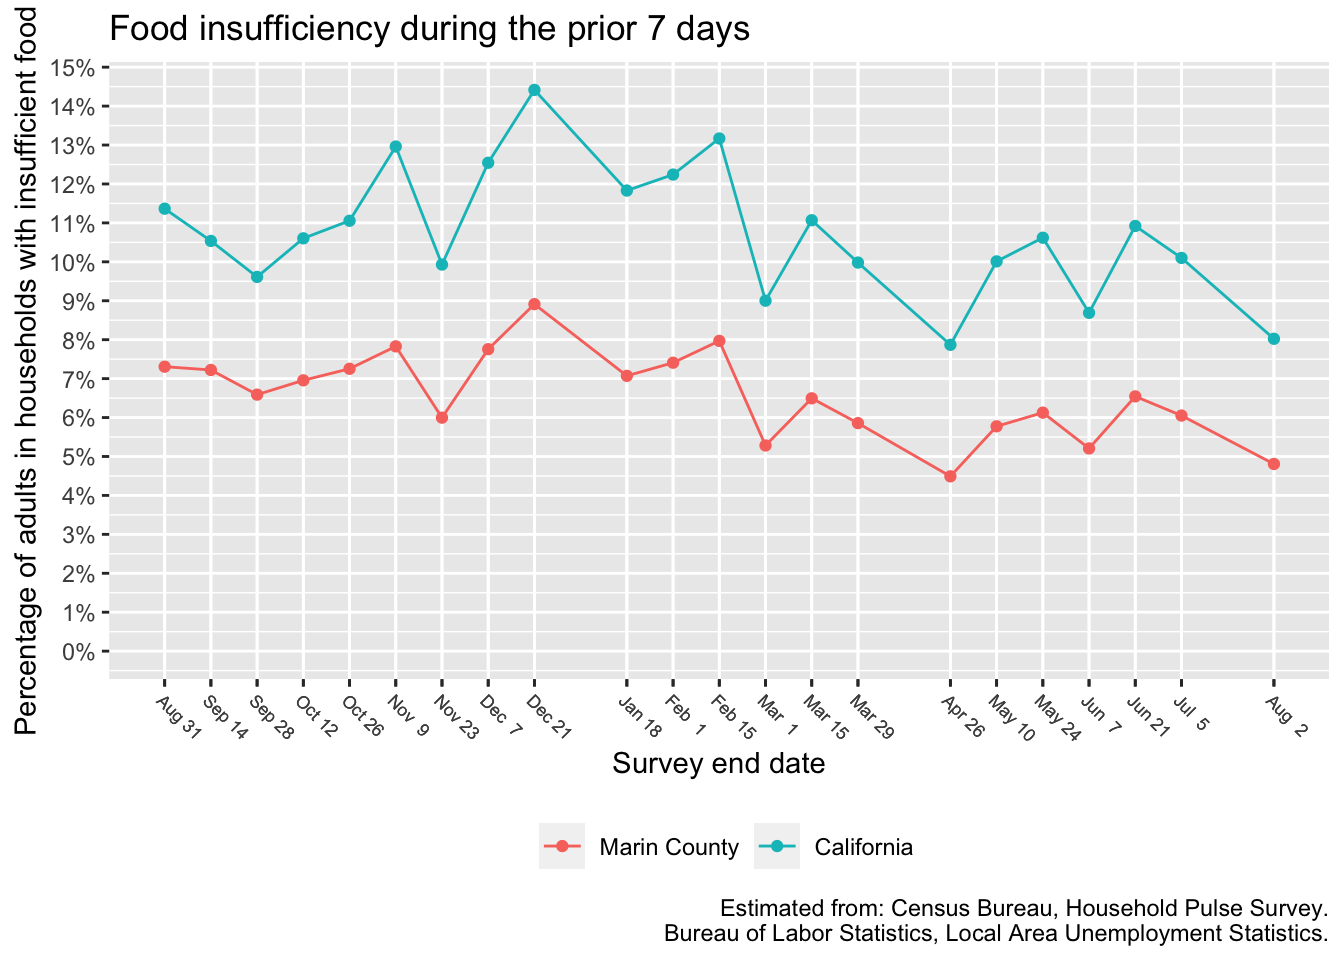 Food insufficiency during the prior 7 days
Percentage of adults in households with insufficient food
15%
14%
13%
12%
11%
10%
9%
8%
7%
6%
5%
4%
3%
2%
1%
0%
Aug 31
Sep 14
Sep 28
Oct 12
Oct 26
Nov 9
Nov 23
Dec 7
Dec 21
Jan 18
Feb 1
Feb 15
Mar 1
Mar 15
Mar 29
Apr 26
May 10
May 24
Jun 7
Jun 21
Jul 5
Aug 2
Survey end date
Marin County
California
Estimated from: Census Bureau, Household Pulse Survey.
Bureau of Labor Statistics, Local Area Unemployment Statistics.